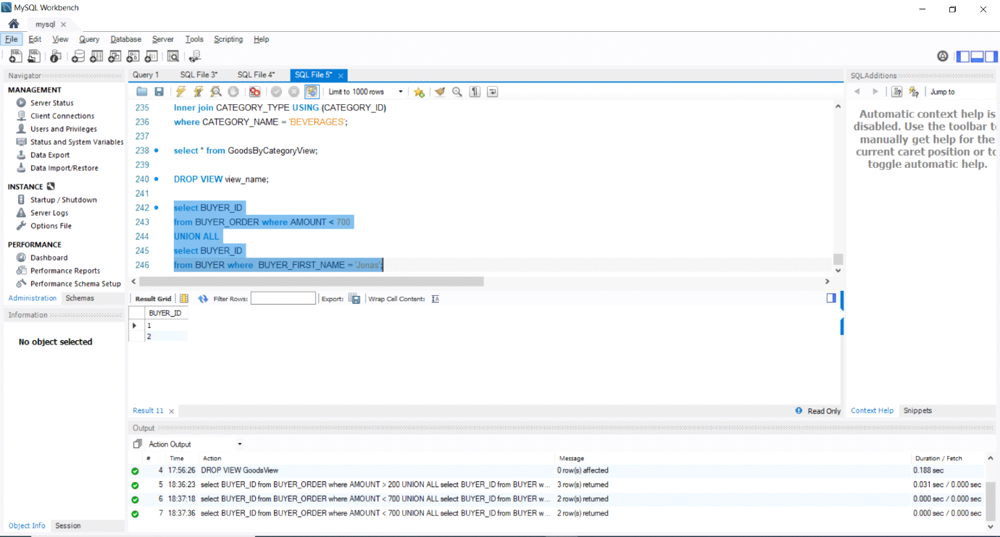 MySQL Workbench
mysql
File Edit View Query Database Server Tools Scripting Help
Navigator
MANAGEMENT
Server Status
Client Connections
Users and Privileges
Status and System Variables
Data Export
Data Import/Restore
INSTANCE
Startup / Shutdown
Server Logs
Options File
PERFORMANCE
Dashboard
Performance Reports
Performance Schema Setup
Administration Schemas
Information
No object selected
Object Info Session
Query 1 SQL File 3* SQL File 4* SQL File 5*
Limit to 1000 rows
235 Inner join CATEGORY_TYPE USING (CATEGORY_ID)
236 where CATEGORY_NAME = 'BEVERAGES';
237
238 select * from GoodsByCategoryView;
239
240 DROP VIEW view_name;
241
242 select BUYER_ID
243 from BUYER_ORDER where AMOUNT < 700
244 UNION ALL
245 select BUYER_ID
246 from BUYER where BUYER_FIRST_NAME = 'Jonas';
Result Grid Filter Rows: Export: Wrap Cell Content:
BUYER_ID
1
2
Result 11 Read Only
Output
Action Output
# Time Action Message Duration / Fetch
4 17:56:26 DROP VIEW GoodsView 0 row(s) affected 0.188 sec
5 18:36:23 select BUYER_ID from BUYER_ORDER where AMOUNT > 200 UNION ALL select BUYER_ID from BUYER w... 3 row(s) returned 0.031 sec / 0.000 sec
6 18:37:18 select BUYER_ID from BUYER_ORDER where AMOUNT < 700 UNION ALL select BUYER_ID from BUYER w... 2 row(s) returned 0.000 sec / 0.000 sec
7 18:37:36 select BUYER_ID from BUYER_ORDER where AMOUNT < 700 UNION ALL select BUYER_ID from BUYER w... 2 row(s) returned 0.000 sec / 0.000 sec
SQLAdditions
Jump to
Automatic context help is
disabled. Use the toolbar t
manually get help for the
current caret position or to
toggle automatic help.
Context Help Snippets